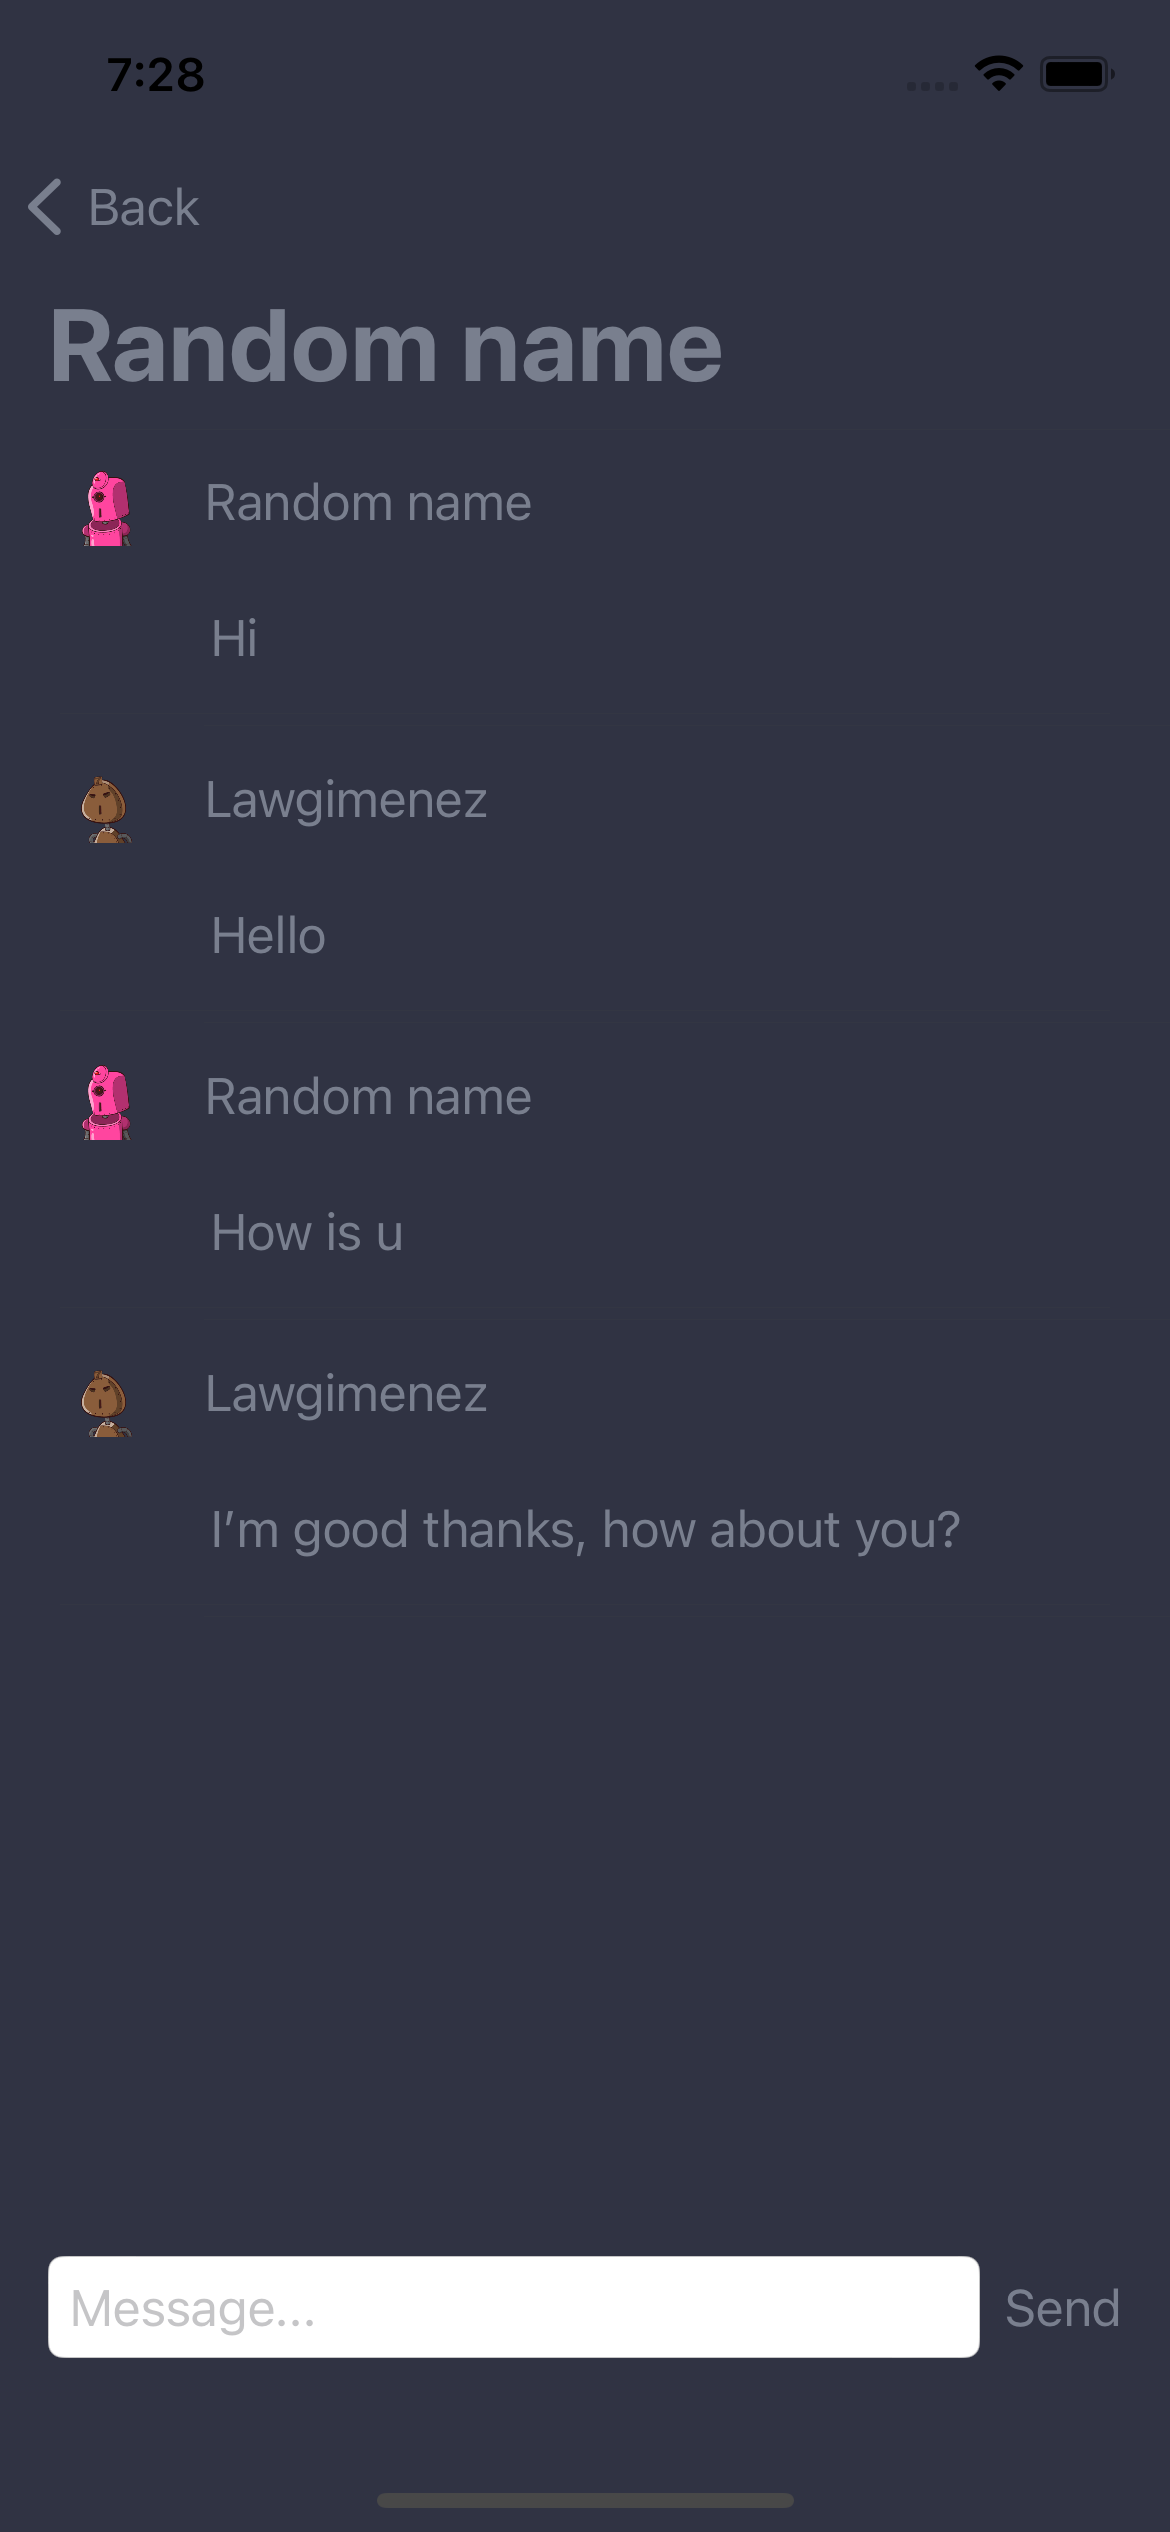 7:28
Back
Random name
Random name
Hi
Lawgimenez
Hello
Random name
How is u
Lawgimenez
I’m good thanks, how about you?
Message...
Send